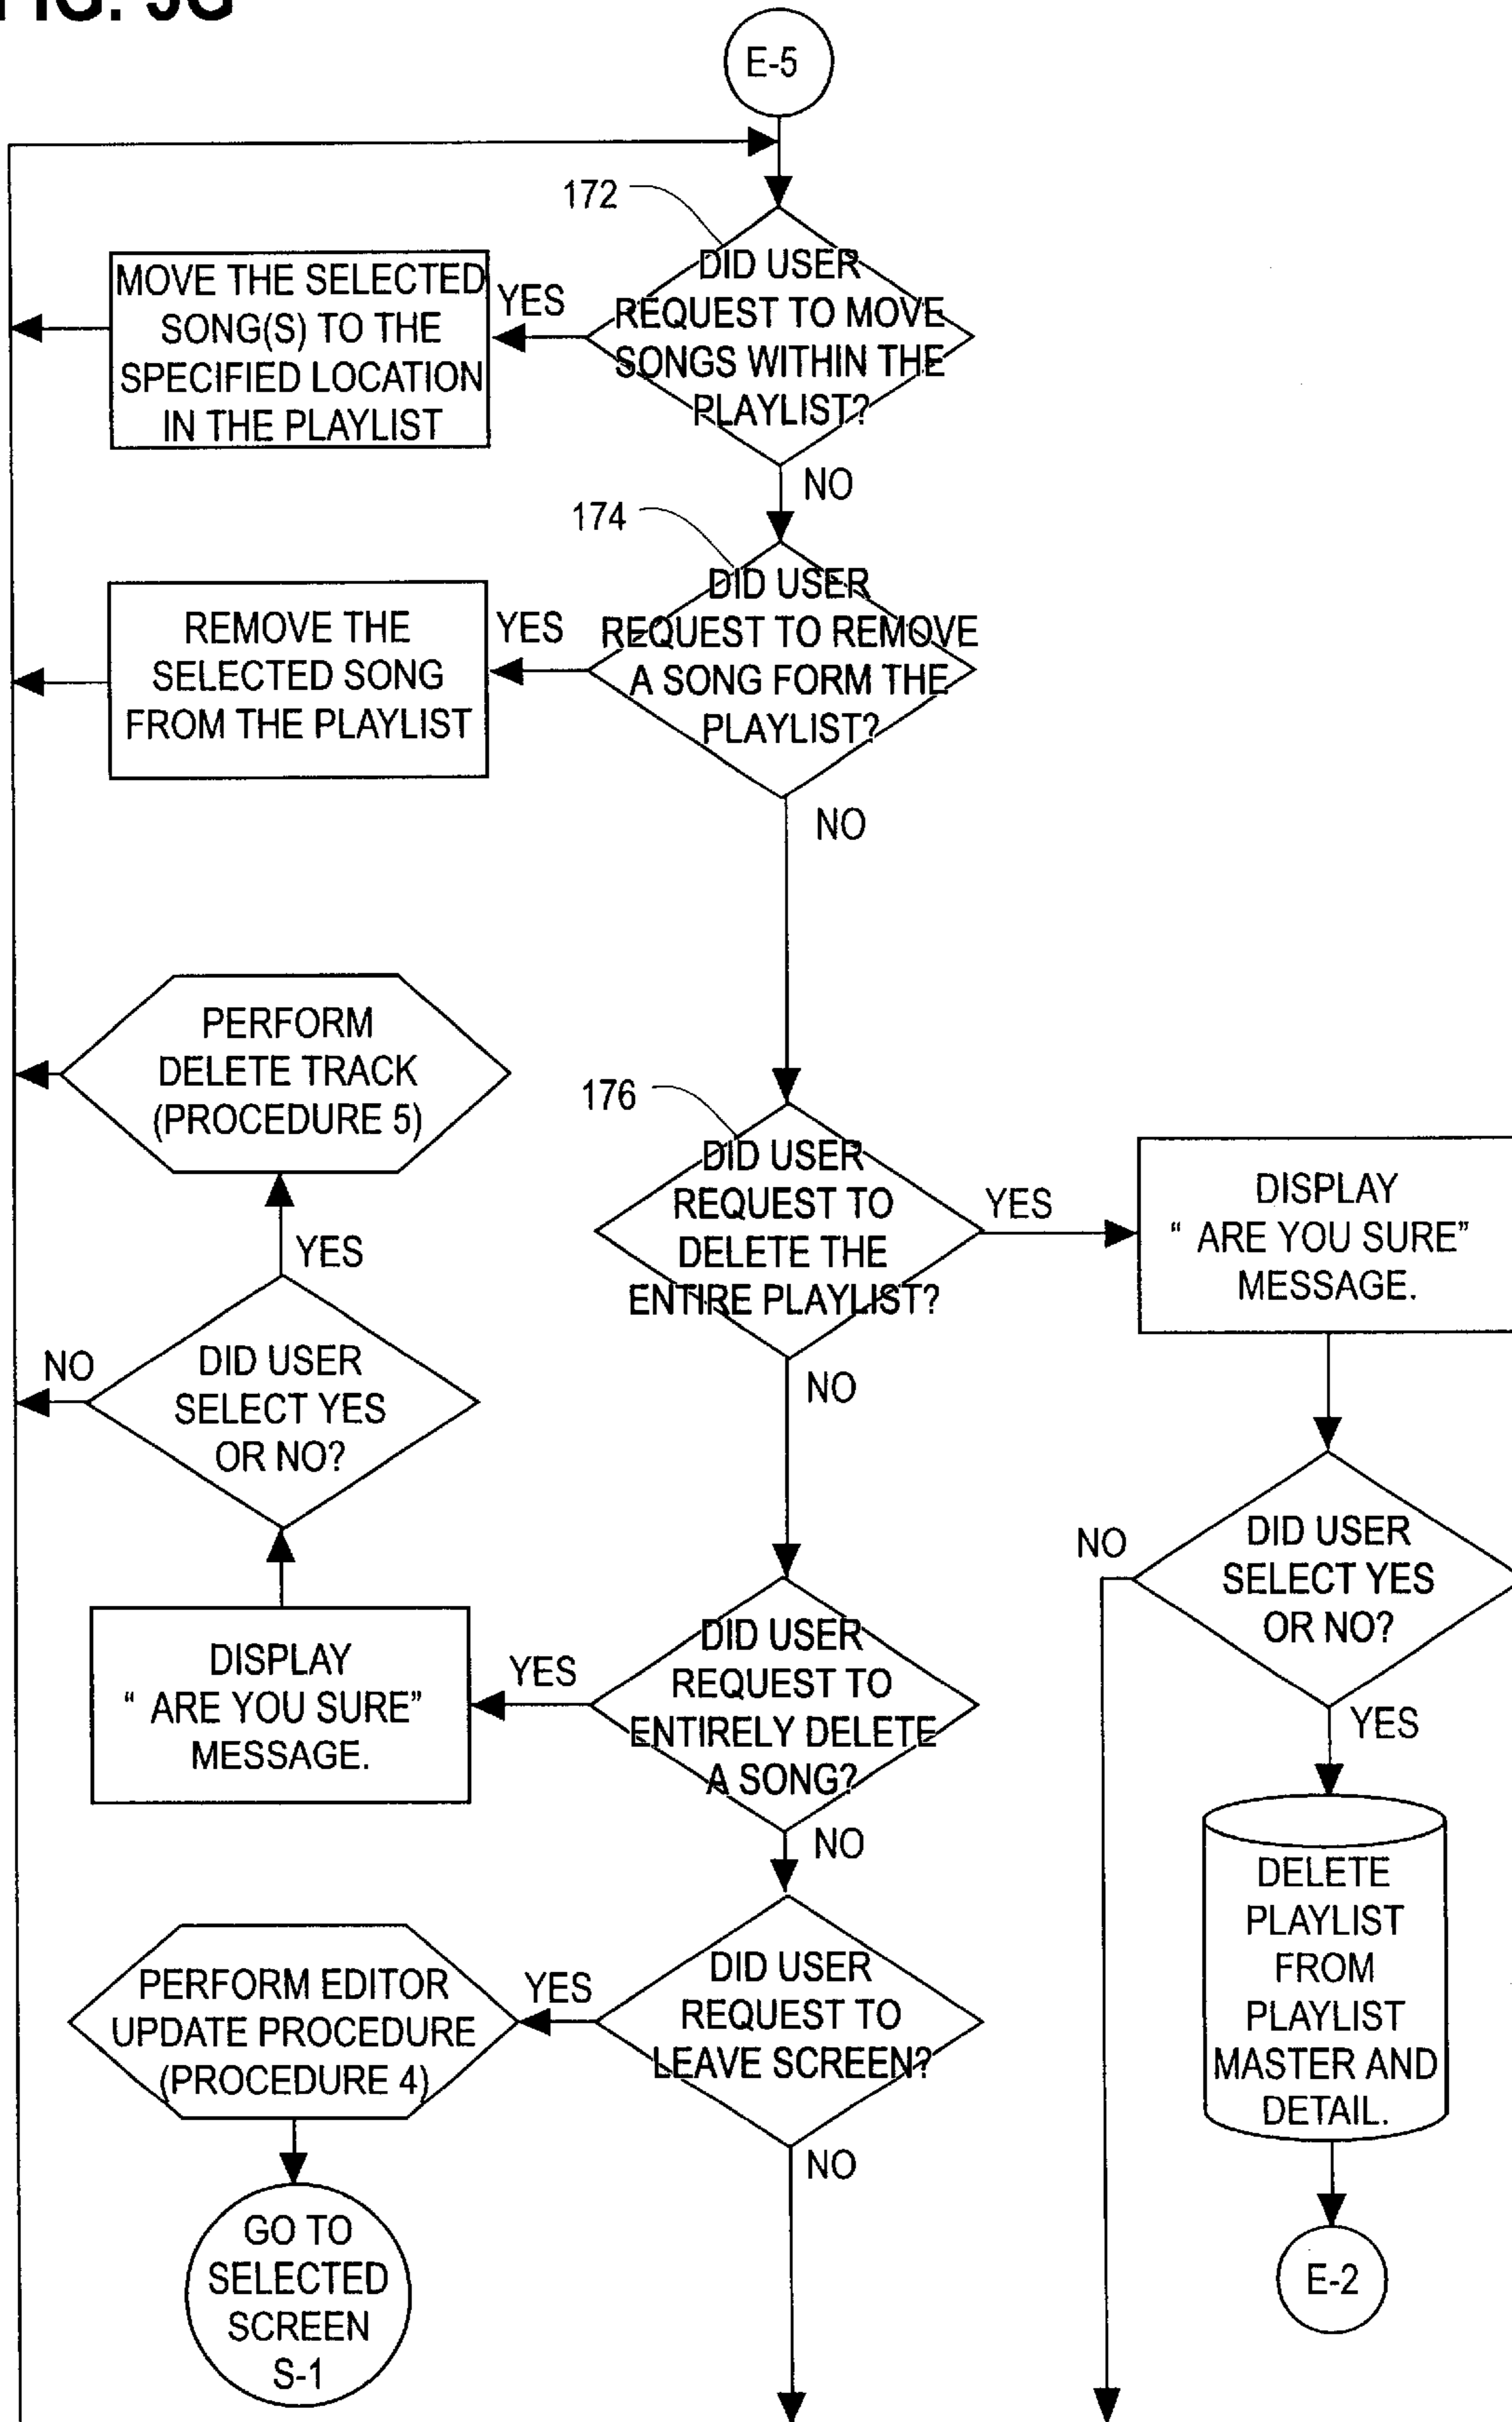 E-5
172
DID USER
REQUEST TO MOVE
SONGS WITHIN THE
PLAYLIST?
YES
MOVE THE SELECTED
SONG(S) TO THE
SPECIFIED LOCATION
IN THE PLAYLIST
NO
174
DID USER
REQUEST TO REMOVE
A SONG FORM THE
PLAYLIST?
YES
REMOVE THE
SELECTED SONG
FROM THE PLAYLIST
NO
PERFORM
DELETE TRACK
(PROCEDURE 5)
176
DID USER
REQUEST TO
DELETE THE
ENTIRE PLAYLIST?
YES
DISPLAY
“ ARE YOU SURE”
MESSAGE.
YES
NO
DID USER
SELECT YES
OR NO?
NO
NO
DID USER
SELECT YES
OR NO?
YES
DISPLAY
“ ARE YOU SURE”
MESSAGE.
YES
DID USER
REQUEST TO
ENTIRELY DELETE
A SONG?
NO
DELETE
PLAYLIST
FROM
PLAYLIST
MASTER AND
DETAIL.
PERFORM EDITOR
UPDATE PROCEDURE
(PROCEDURE 4)
YES
DID USER
REQUEST TO
LEAVE SCREEN?
NO
GO TO
SELECTED
SCREEN
S-1
E-2